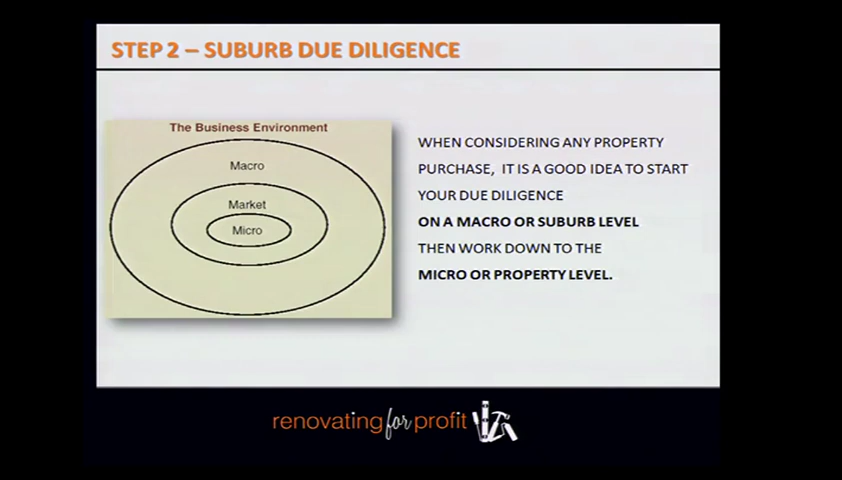 STEP 2 – SUBURB DUE DILIGENCE
The Business Environment
Macro
Market
Micro
WHEN CONSIDERING ANY PROPERTY
PURCHASE, IT IS A GOOD IDEA TO START
YOUR DUE DILIGENCE
ON A MACRO OR SUBURB LEVEL
THEN WORK DOWN TO THE
MICRO OR PROPERTY LEVEL.
renovating for profit